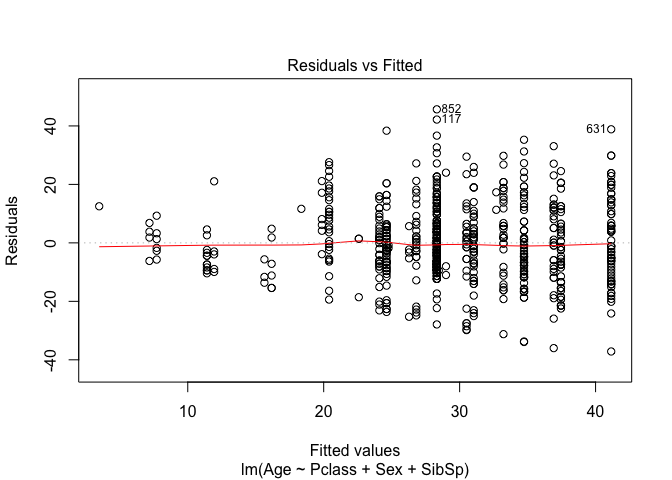 Residuals vs Fitted
852
117
631
40
20
0
-20
-40
Residuals
10 20 30 40
Fitted values
lm(Age ~ Pclass + Sex + SibSp)